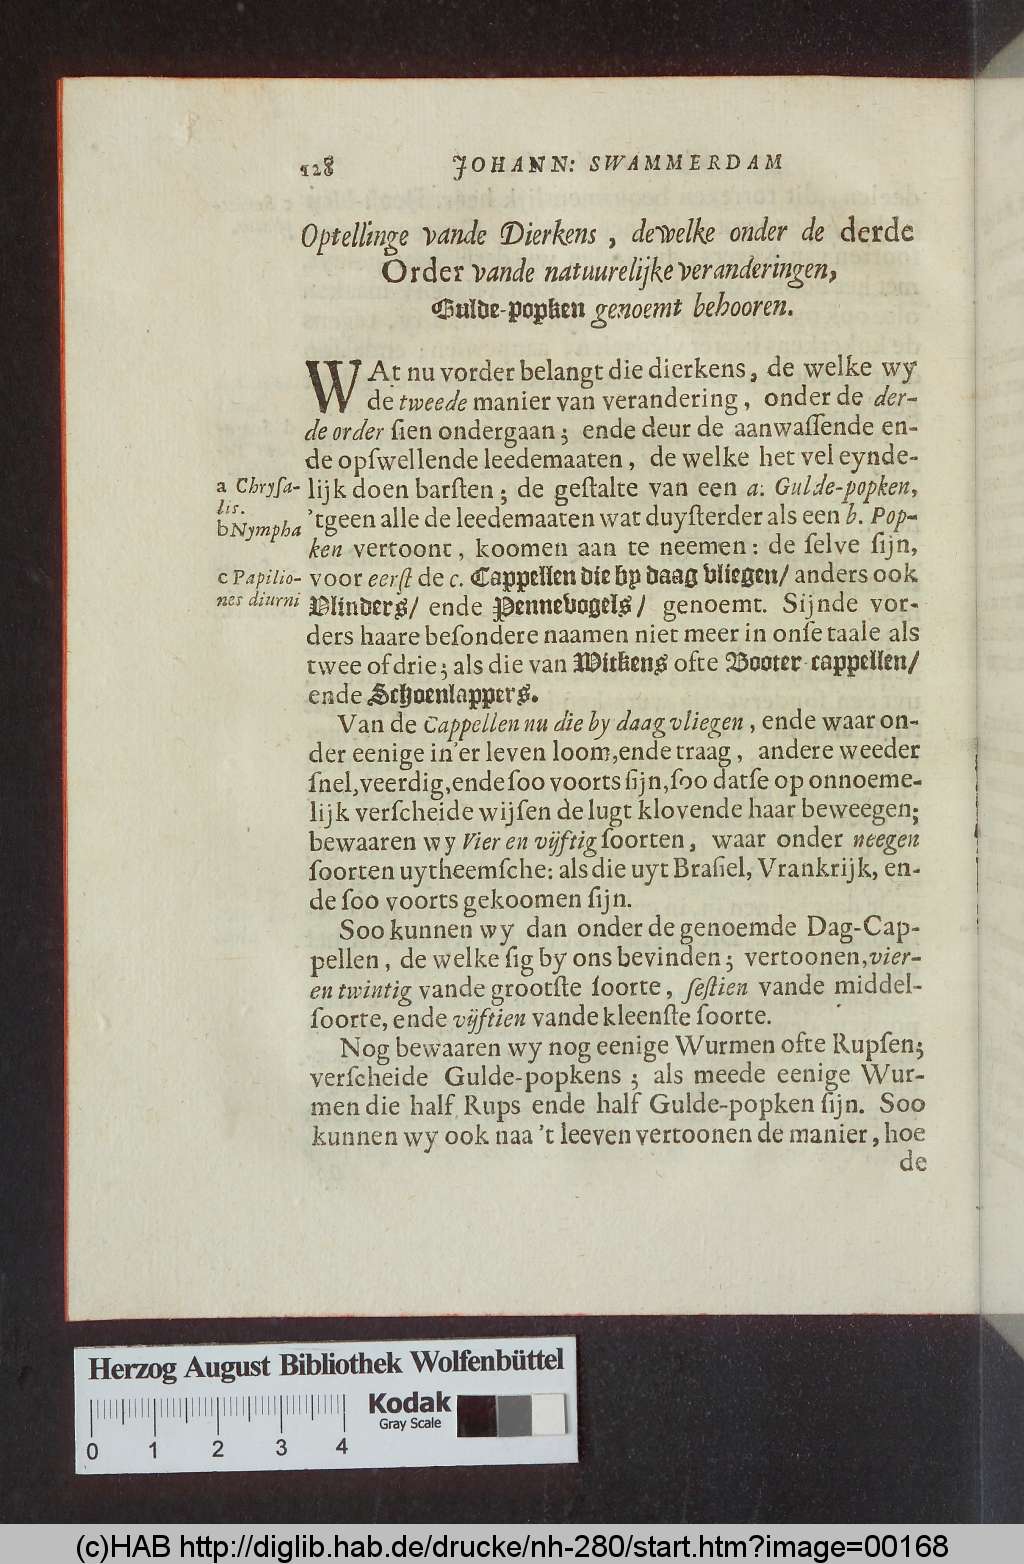 128 JOHANN: SWAMMERDAM
Optellinge vande Dierkens, dewelke onder de derde
Order vande natuurelijke veranderingen,
Gulde-popken genoemt behooren.
WAt nu vorder belangt die dierkens, de welke wy
de tweede manier van verandering, onder de der-
de order ſien ondergaan; ende deur de aanwaſſende en-
de opſwellende leedemaaten, de welke het vel eynde-
a Chryſa-
lis.
lijk doen barſten; de geſtalte van een a. Gulde-popken,
bNympha
'tgeen alle de leedemaaten wat duyſterder als een b. Pop-
ken vertoont, koomen aan te neemen: de ſelve ſijn,
c Papilio-
nes diurni
voor eerſt de c. Cappellen die by daag vliegen/ anders ook
Vlinders/ ende Pennevogels/ genoemt. Sijnde vor-
ders haare beſondere naamen niet meer in onſe taale als
twee of drie; als die van Witkens ofte Booter cappellen/
ende Schoenlappers.
Van de Cappellen nu die by daag vliegen, ende waar on-
der eenige in'er leven loom, ende traag, andere weeder
ſnel, veerdig, ende ſoo voorts ſijn, ſoo datſe op onnoeme-
lijk verſcheide wijſen de lugt klovende haar beweegen;
bewaaren wy Vier en vijftig ſoorten, waar onder neegen
ſoorten uytheemſche: als die uyt Braſiel, Vrankrijk, en-
de ſoo voorts gekoomen ſijn.
Soo kunnen wy dan onder de genoemde Dag-Cap-
pellen, de welke ſig by ons bevinden; vertoonen, vier-
en twintig vande grootſte ſoorte, ſeſtien vande middel-
ſoorte, ende vijftien vande kleenſte ſoorte.
Nog bewaaren wy nog eenige Wurmen ofte Rupſen;
verſcheide Gulde-popkens; als meede eenige Wur-
men die half Rups ende half Gulde-popken ſijn. Soo
kunnen wy ook naa 't leeven vertoonen de manier, hoe
de
Herzog August Bibliothek Wolfenbüttel
Kodak
Gray Scale
0 1 2 3 4
(c)HAB http://diglib.hab.de/drucke/nh-280/start.htm?image=00168